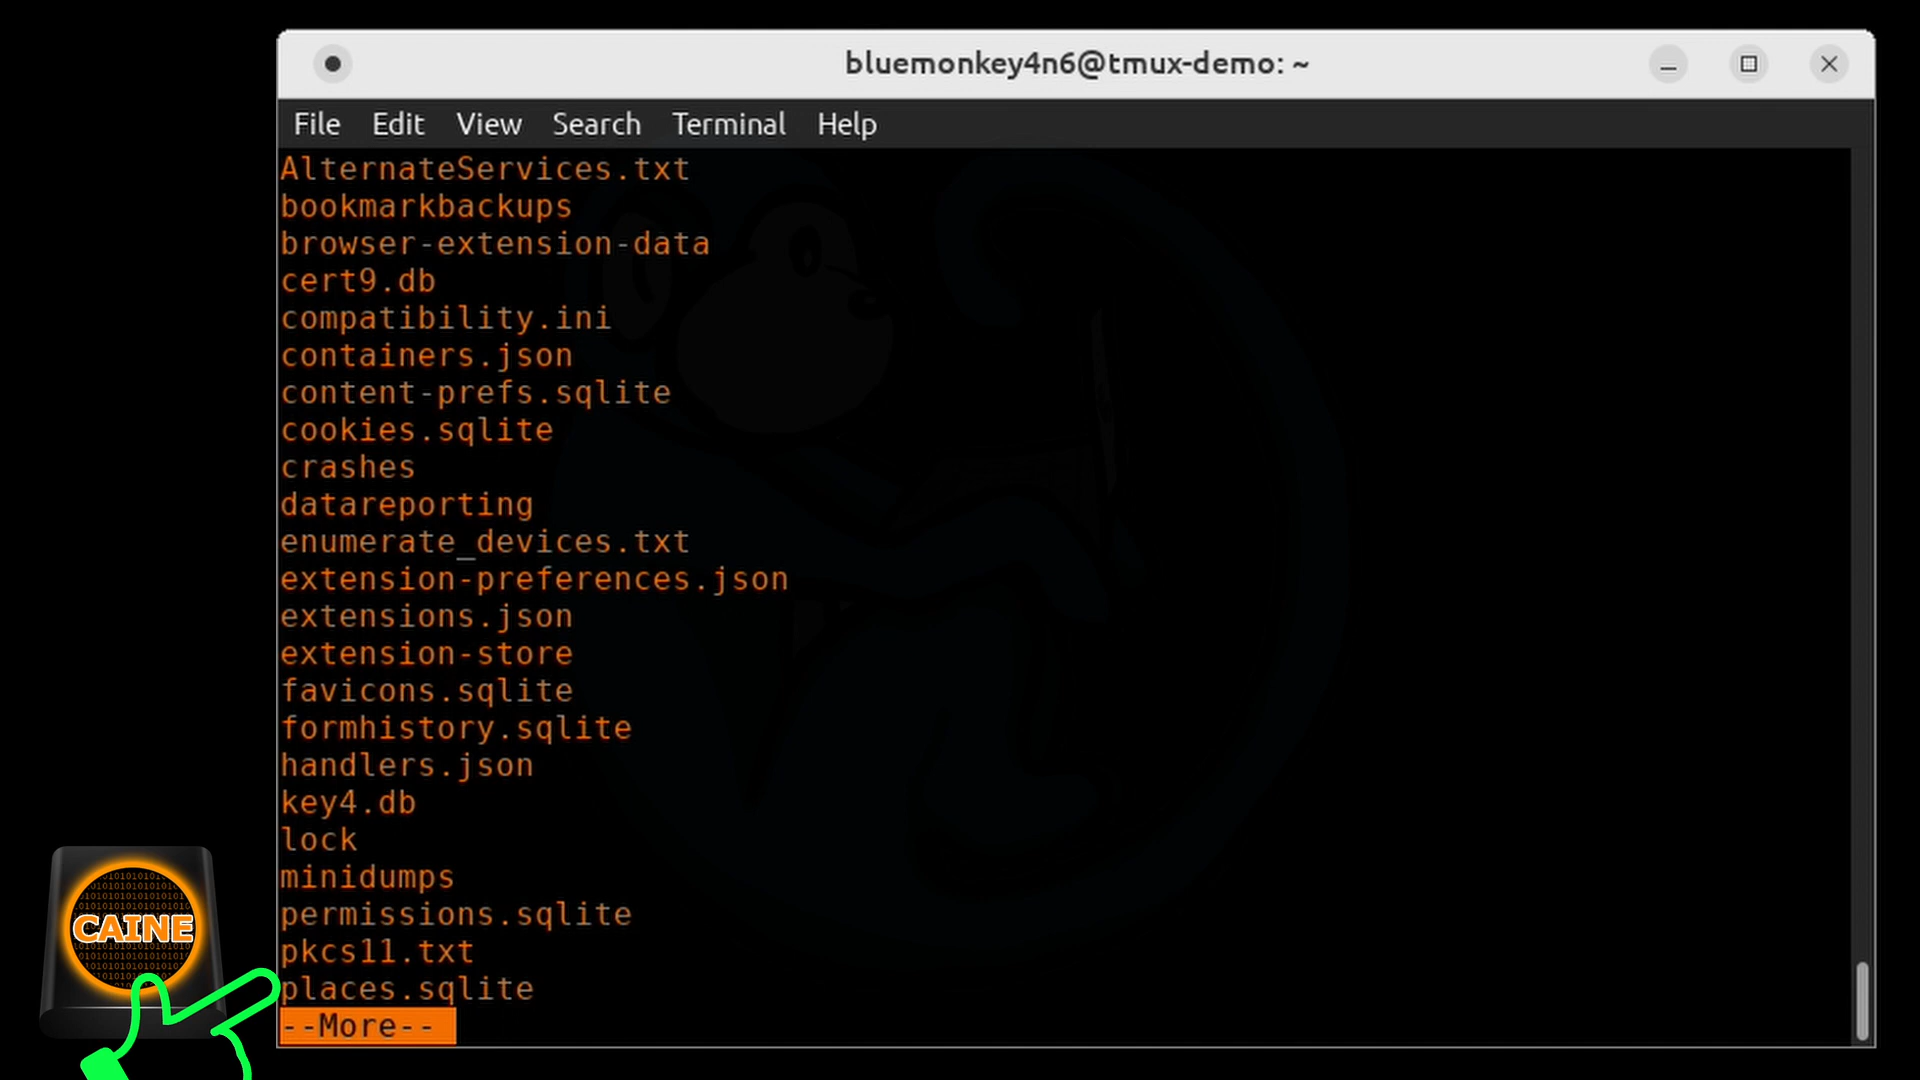 bluemonkey4n6@tmux-demo: ~
File Edit View Search Terminal Help
AlternateServices.txt
bookmarkbackups
browser-extension-data
cert9.db
compatibility.ini
containers.json
content-prefs.sqlite
cookies.sqlite
crashes
datareporting
enumerate_devices.txt
extension-preferences.json
extensions.json
extension-store
favicons.sqlite
formhistory.sqlite
handlers.json
key4.db
lock
minidumps
permissions.sqlite
pkcs11.txt
places.sqlite
--More--
CAINE